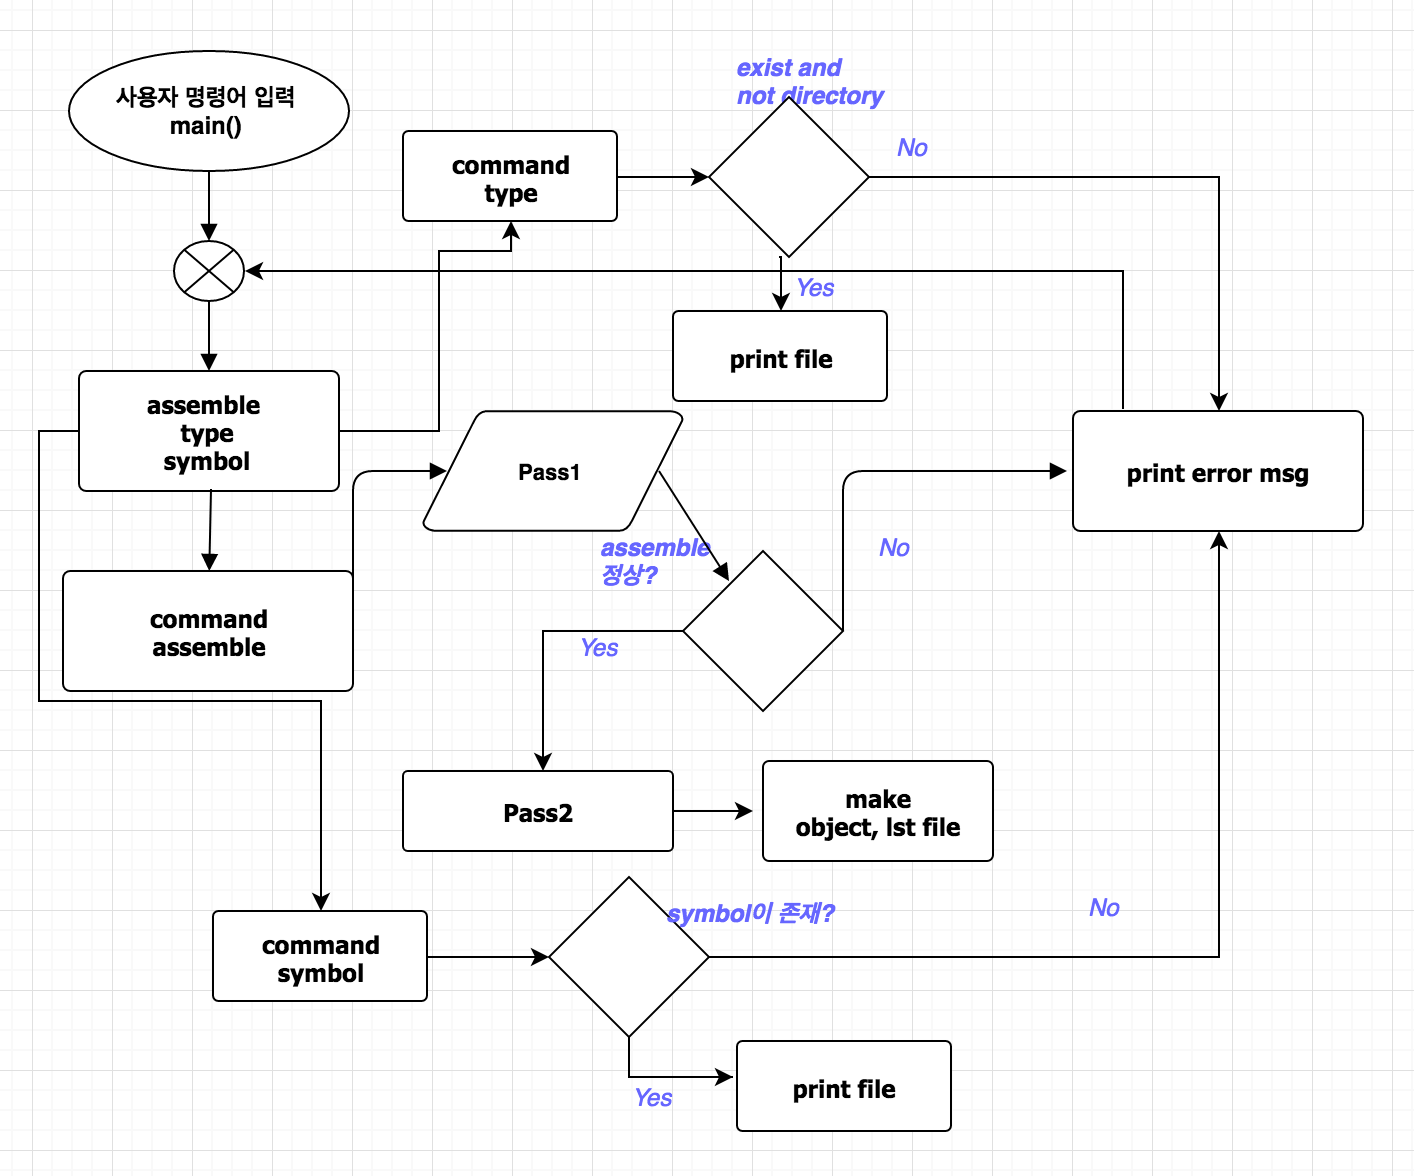 사용자 명령어 입력
main()
exist and
not directory
No
command
type
Yes
print file
assemble
type
symbol
Pass1
print error msg
assemble
정상?
No
command
assemble
Yes
Pass2
make
object, lst file
symbol이 존재?
No
command
symbol
Yes
print file